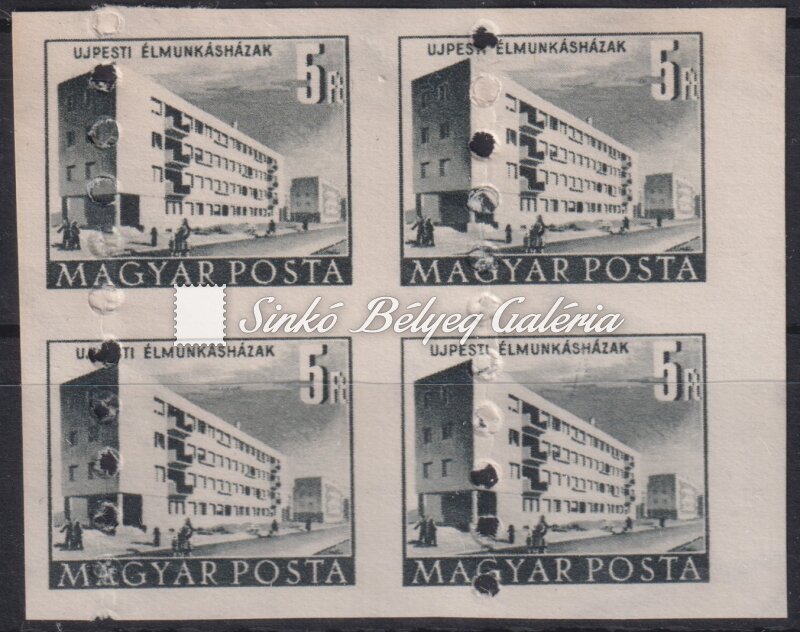 UJPESTI ÉLMUNKÁSHÁZAK UJPESTI ÉLMUNKÁSHÁZAK
5 Ft 5 Ft
MAGYAR POSTA MAGYAR POSTA
Sinkó Bélyeg Galéria
UJPESTI ÉLMUNKÁSHÁZAK UJPESTI ÉLMUNKÁSHÁZAK
5 Ft 5 Ft
MAGYAR POSTA MAGYAR POSTA